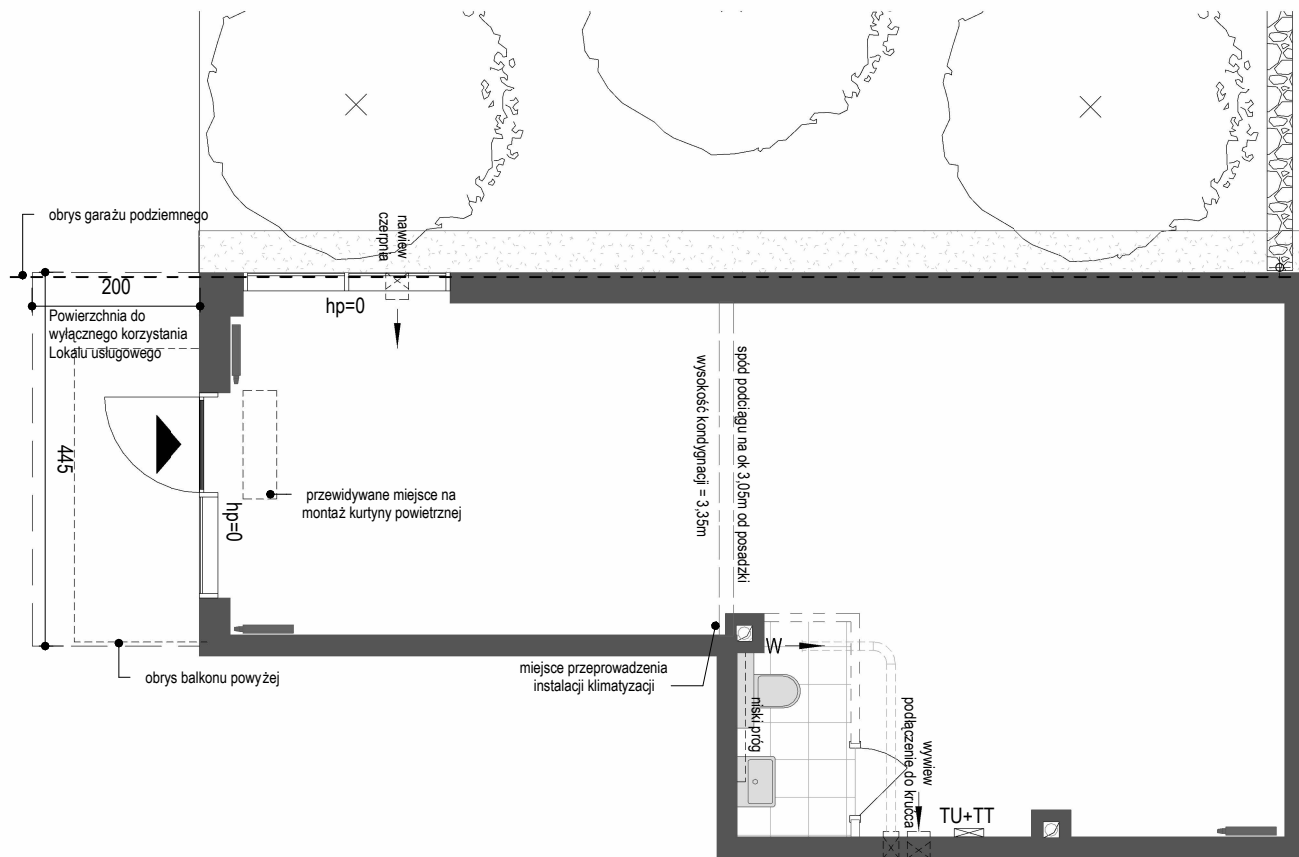 obrys garażu podziemnego
nawiew
czerpnia
200
hp=0
Powierzchnia do
wyłącznego korzystania
Lokalu usługowego
445
hp=0
przewidywane miejsce na
montaż kurtyny powietrznej
spód podciągu na ok 3,05m od posadzki
wysokość kondygnacji = 3,35m
obrys balkonu powyżej
miejsce przeprowadzenia
instalacji klimatyzacji
W
niski próg
wywiew
podłączenie do krućca
TU+TT